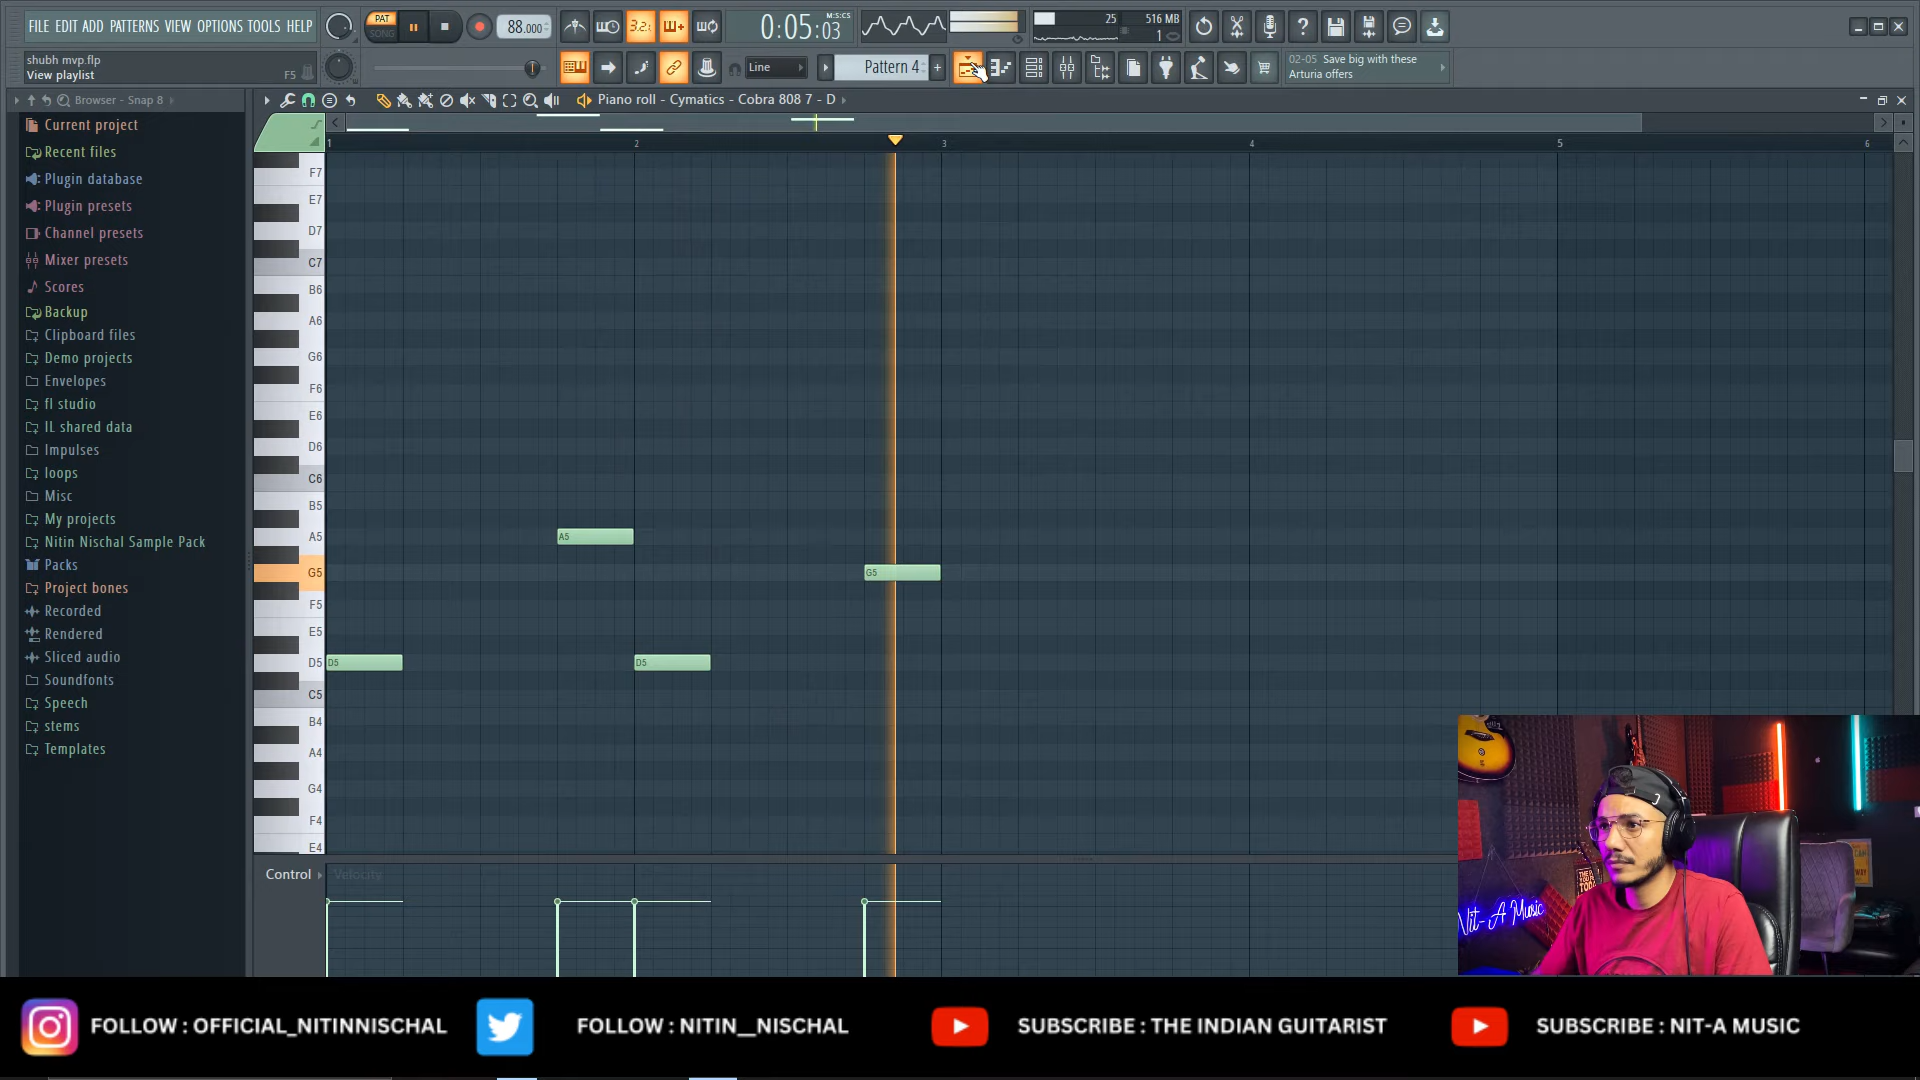 FILE EDIT ADD PATTERNS VIEW OPTIONS TOOLS HELP
PAT
SONG
88.000
3.2.
0:05:03
M:S:CS
25
516 MB
1
shubh mvp.flp
View playlist
F5
Line
Pattern 4
+
02-05 Save big with these
Arturia offers
Browser - Snap 8
Piano roll - Cymatics - Cobra 808 7 - D
Current project
Recent files
Plugin database
Plugin presets
Channel presets
Mixer presets
Scores
Backup
Clipboard files
Demo projects
Envelopes
fl studio
IL shared data
Impulses
loops
Misc
My projects
Nitin Nischal Sample Pack
Packs
Project bones
Recorded
Rendered
Sliced audio
Soundfonts
Speech
stems
Templates
1
2
3
4
5
6
F7
E7
D7
C7
B6
A6
G6
F6
E6
D6
C6
B5
A5
G5
F5
E5
D5
C5
B4
A4
G4
F4
E4
A5
G5
D5
D5
Control
Velocity
Nit-A Music
FOLLOW : OFFICIAL_NITINNISCHAL
FOLLOW : NITIN__NISCHAL
SUBSCRIBE : THE INDIAN GUITARIST
SUBSCRIBE : NIT-A MUSIC